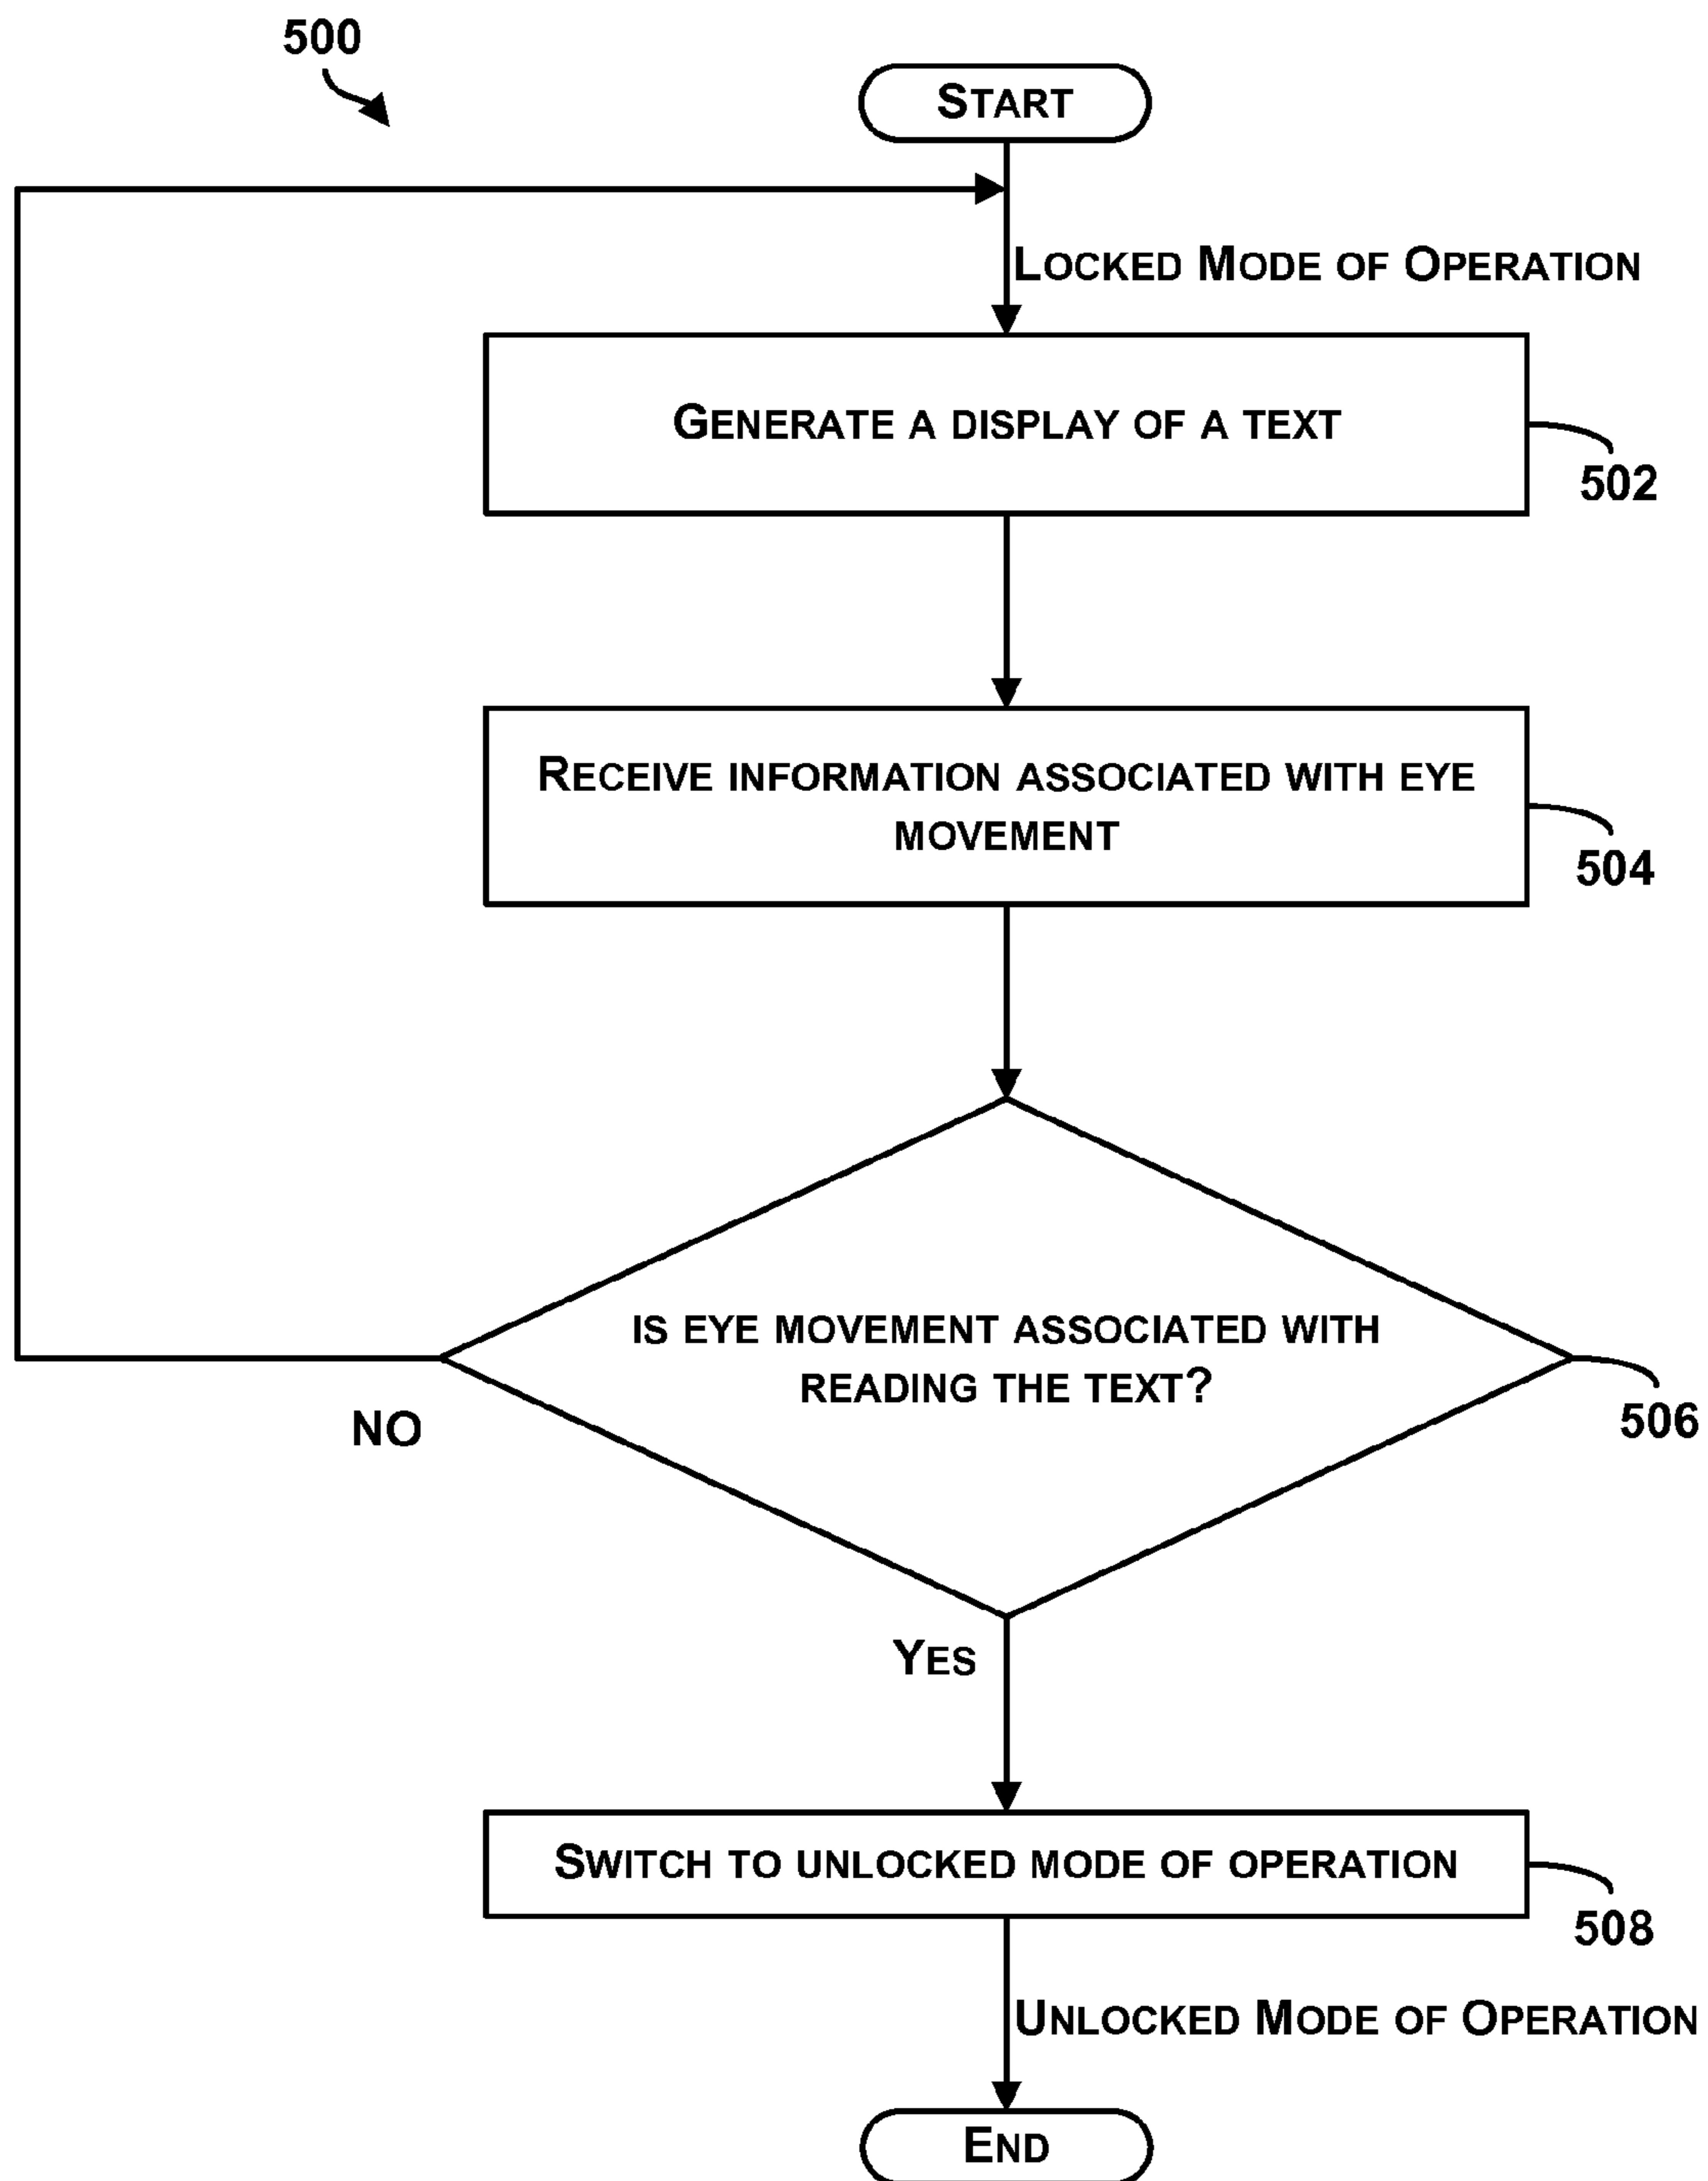 500
START
LOCKED MODE OF OPERATION
GENERATE A DISPLAY OF A TEXT
502
RECEIVE INFORMATION ASSOCIATED WITH EYE
MOVEMENT
504
IS EYE MOVEMENT ASSOCIATED WITH
READING THE TEXT?
NO
506
YES
SWITCH TO UNLOCKED MODE OF OPERATION
508
UNLOCKED MODE OF OPERATION
END